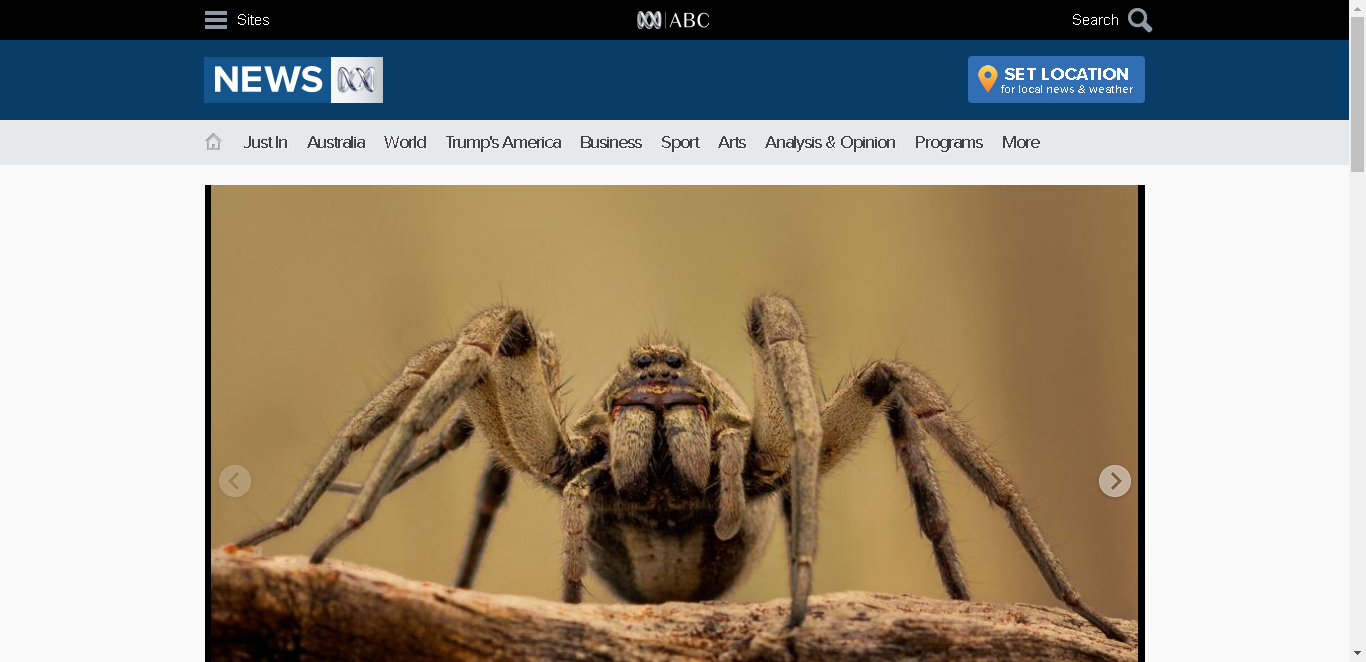 Sites
ABC
Search
NEWS
SET LOCATION
for local news & weather
Just In
Australia
World
Trump's America
Business
Sport
Arts
Analysis & Opinion
Programs
More